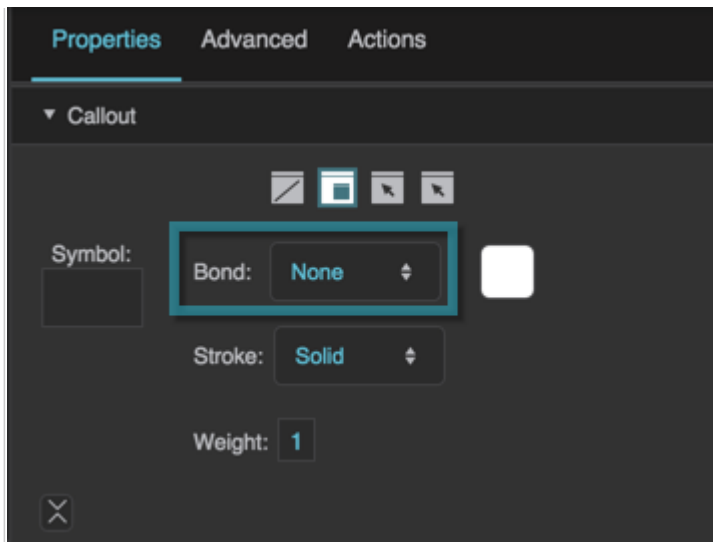 Properties Advanced Actions
Callout
Symbol:
Bond: None
Stroke: Solid
Weight: 1